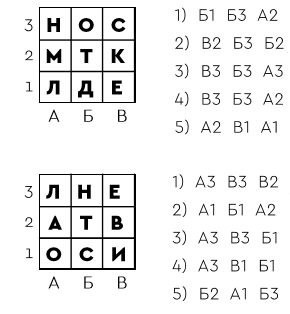 3 Н О С
2 М Т К
1 Л Д Е
А Б В
1) Б1 Б3 А2
2) В2 Б3 Б2
3) В3 Б3 А3
4) В3 Б3 А2
5) А2 В1 А1
3 Л Н Е
2 А Т В
1 О С И
А Б В
1) А3 В3 В2
2) А1 Б1 А2
3) А3 В3 Б1
4) А3 В1 Б1
5) Б2 А1 Б3